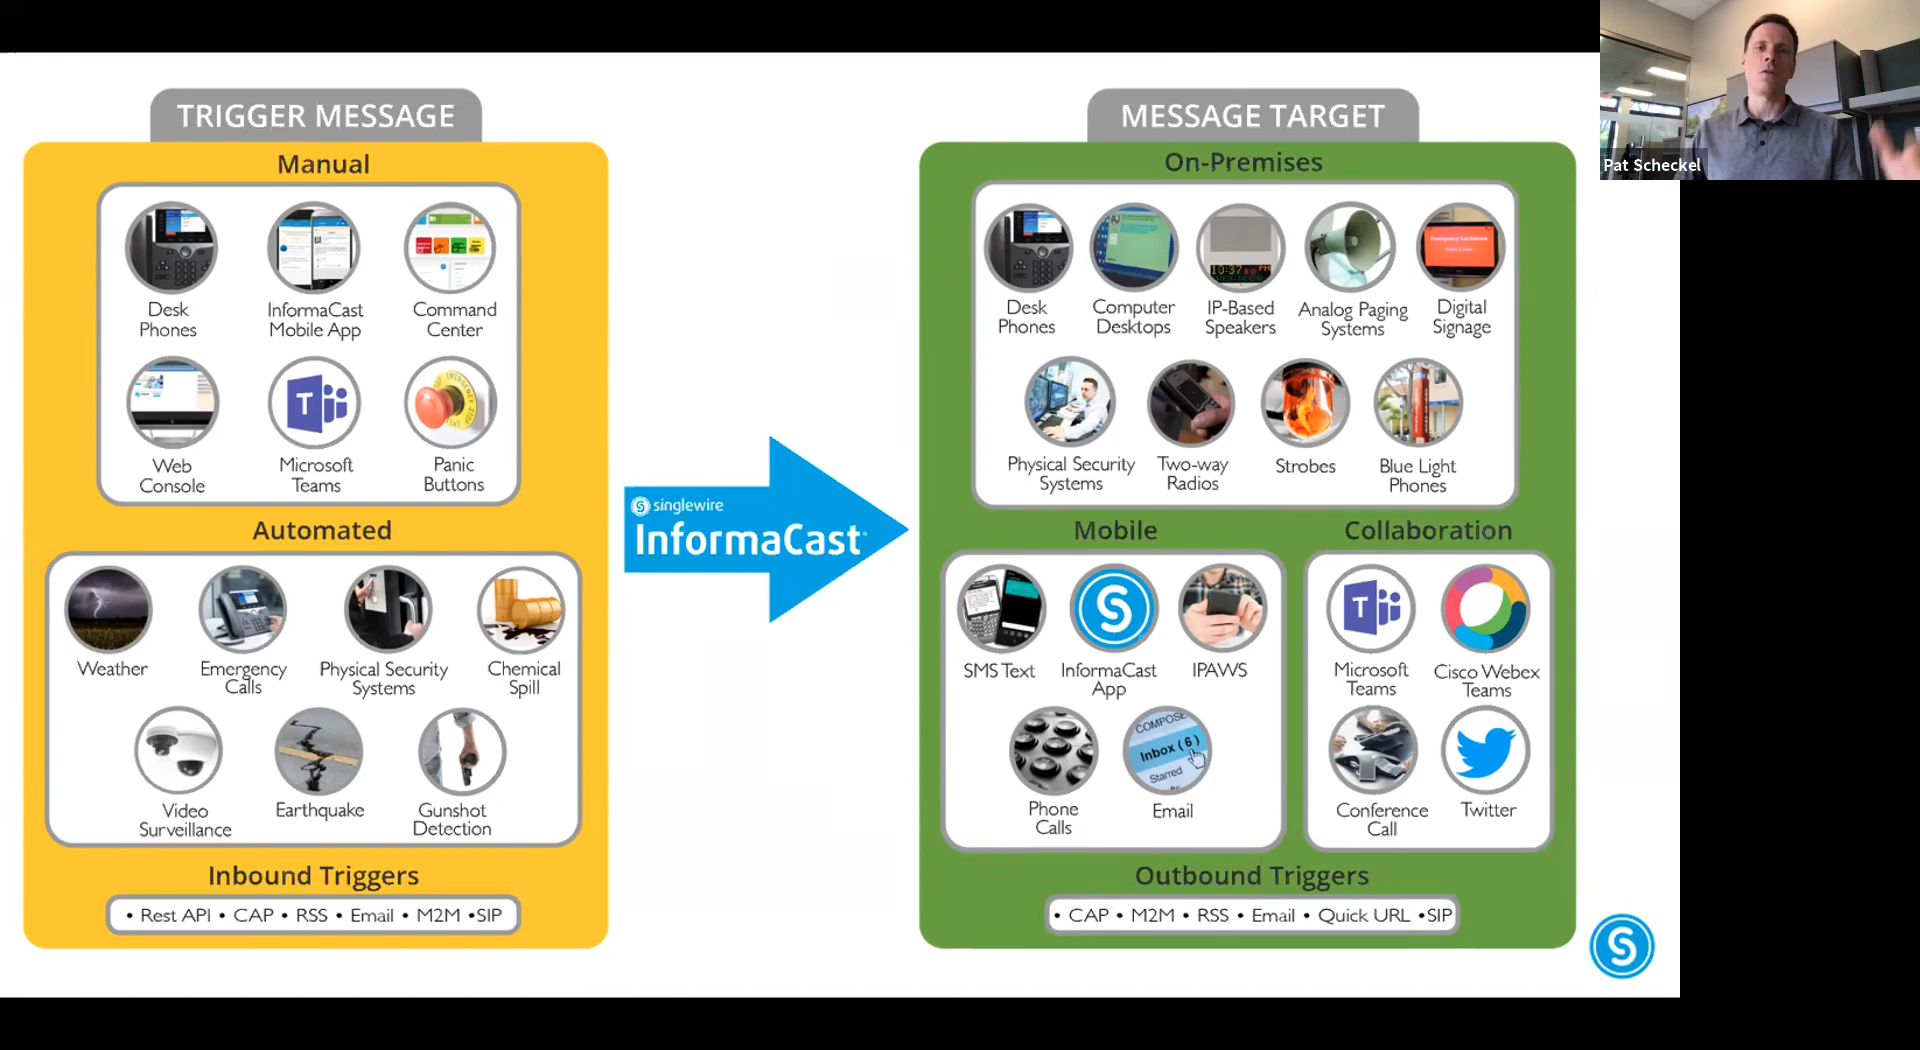 TRIGGER MESSAGE
Manual
Desk
Phones
InformaCast
Mobile App
Command
Center
Web
Console
Microsoft
Teams
Panic
Buttons
Automated
Weather
Emergency
Calls
Physical Security
Systems
Chemical
Spill
Video
Surveillance
Earthquake
Gunshot
Detection
Inbound Triggers
• Rest API • CAP • RSS • Email • M2M •SIP
singlewire
InformaCast
MESSAGE TARGET
On-Premises
Desk
Phones
Computer
Desktops
10:37
PM
IP-Based
Speakers
Analog Paging
Systems
Emergency Lockdown
Digital
Signage
Physical Security
Systems
Two-way
Radios
Strobes
Blue Light
Phones
Mobile
SMS Text
S
InformaCast
App
IPAWS
Phone
Calls
COMPOSE
Inbox (6)
Starred
Email
Collaboration
T
Microsoft
Teams
Cisco Webex
Teams
Conference
Call
Twitter
Outbound Triggers
• CAP • M2M • RSS • Email • Quick URL •SIP
S
Pat Scheckel